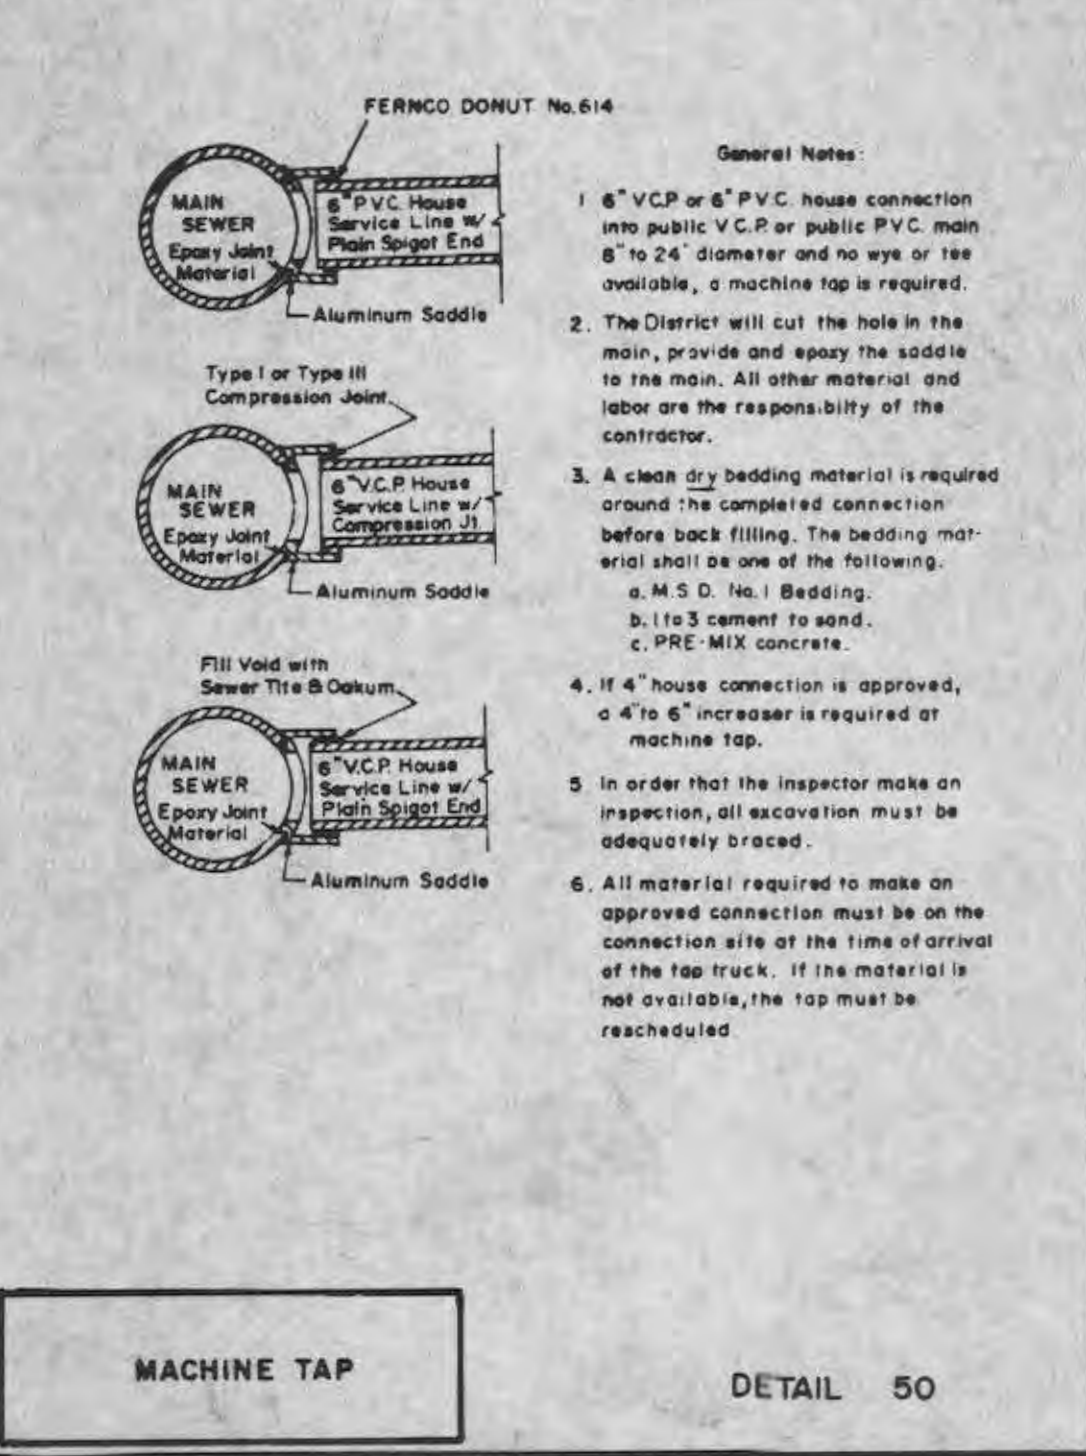 FERNCO DONUT No.614
MAIN
SEWER
Epoxy Joint
Material
6" P V C. House
Service Line w/
Plain Spigot End
Aluminum Saddle
Type I or Type III
Compression Joint
MAIN
SEWER
Epoxy Joint
Material
6" V.C.P. House
Service Line w/
Compression Jt
Aluminum Saddle
Fill Void with
Sewer Tite & Oakum
MAIN
SEWER
Epoxy Joint
Material
6" V.C.P. House
Service Line w/
Plain Spigot End
Aluminum Saddle
General Notes:
1 6" VCP or 6" P V C. house connection
into public V C.P. or public PVC. main
8" to 24" diameter and no wye or tee
available, a machine tap is required.
2. The District will cut the hole in the
main, provide and epoxy the saddle
to the main. All other material and
labor are the responsibilty of the
contractor.
3. A clean dry bedding material is required
around the completed connection
before back filling. The bedding mat-
erial shall be one of the following.
a. M.S D. No. 1 Bedding.
b. 1 to 3 cement to sand.
c. PRE-MIX concrete.
4. If 4" house connection is approved,
a 4" to 6" increaser is required at
machine tap.
5 In order that the inspector make an
inspection, all excavation must be
adequately braced.
6. All material required to make an
approved connection must be on the
connection site at the time of arrival
of the tap truck. If the material is
not available, the tap must be
rescheduled
MACHINE TAP
DETAIL 50